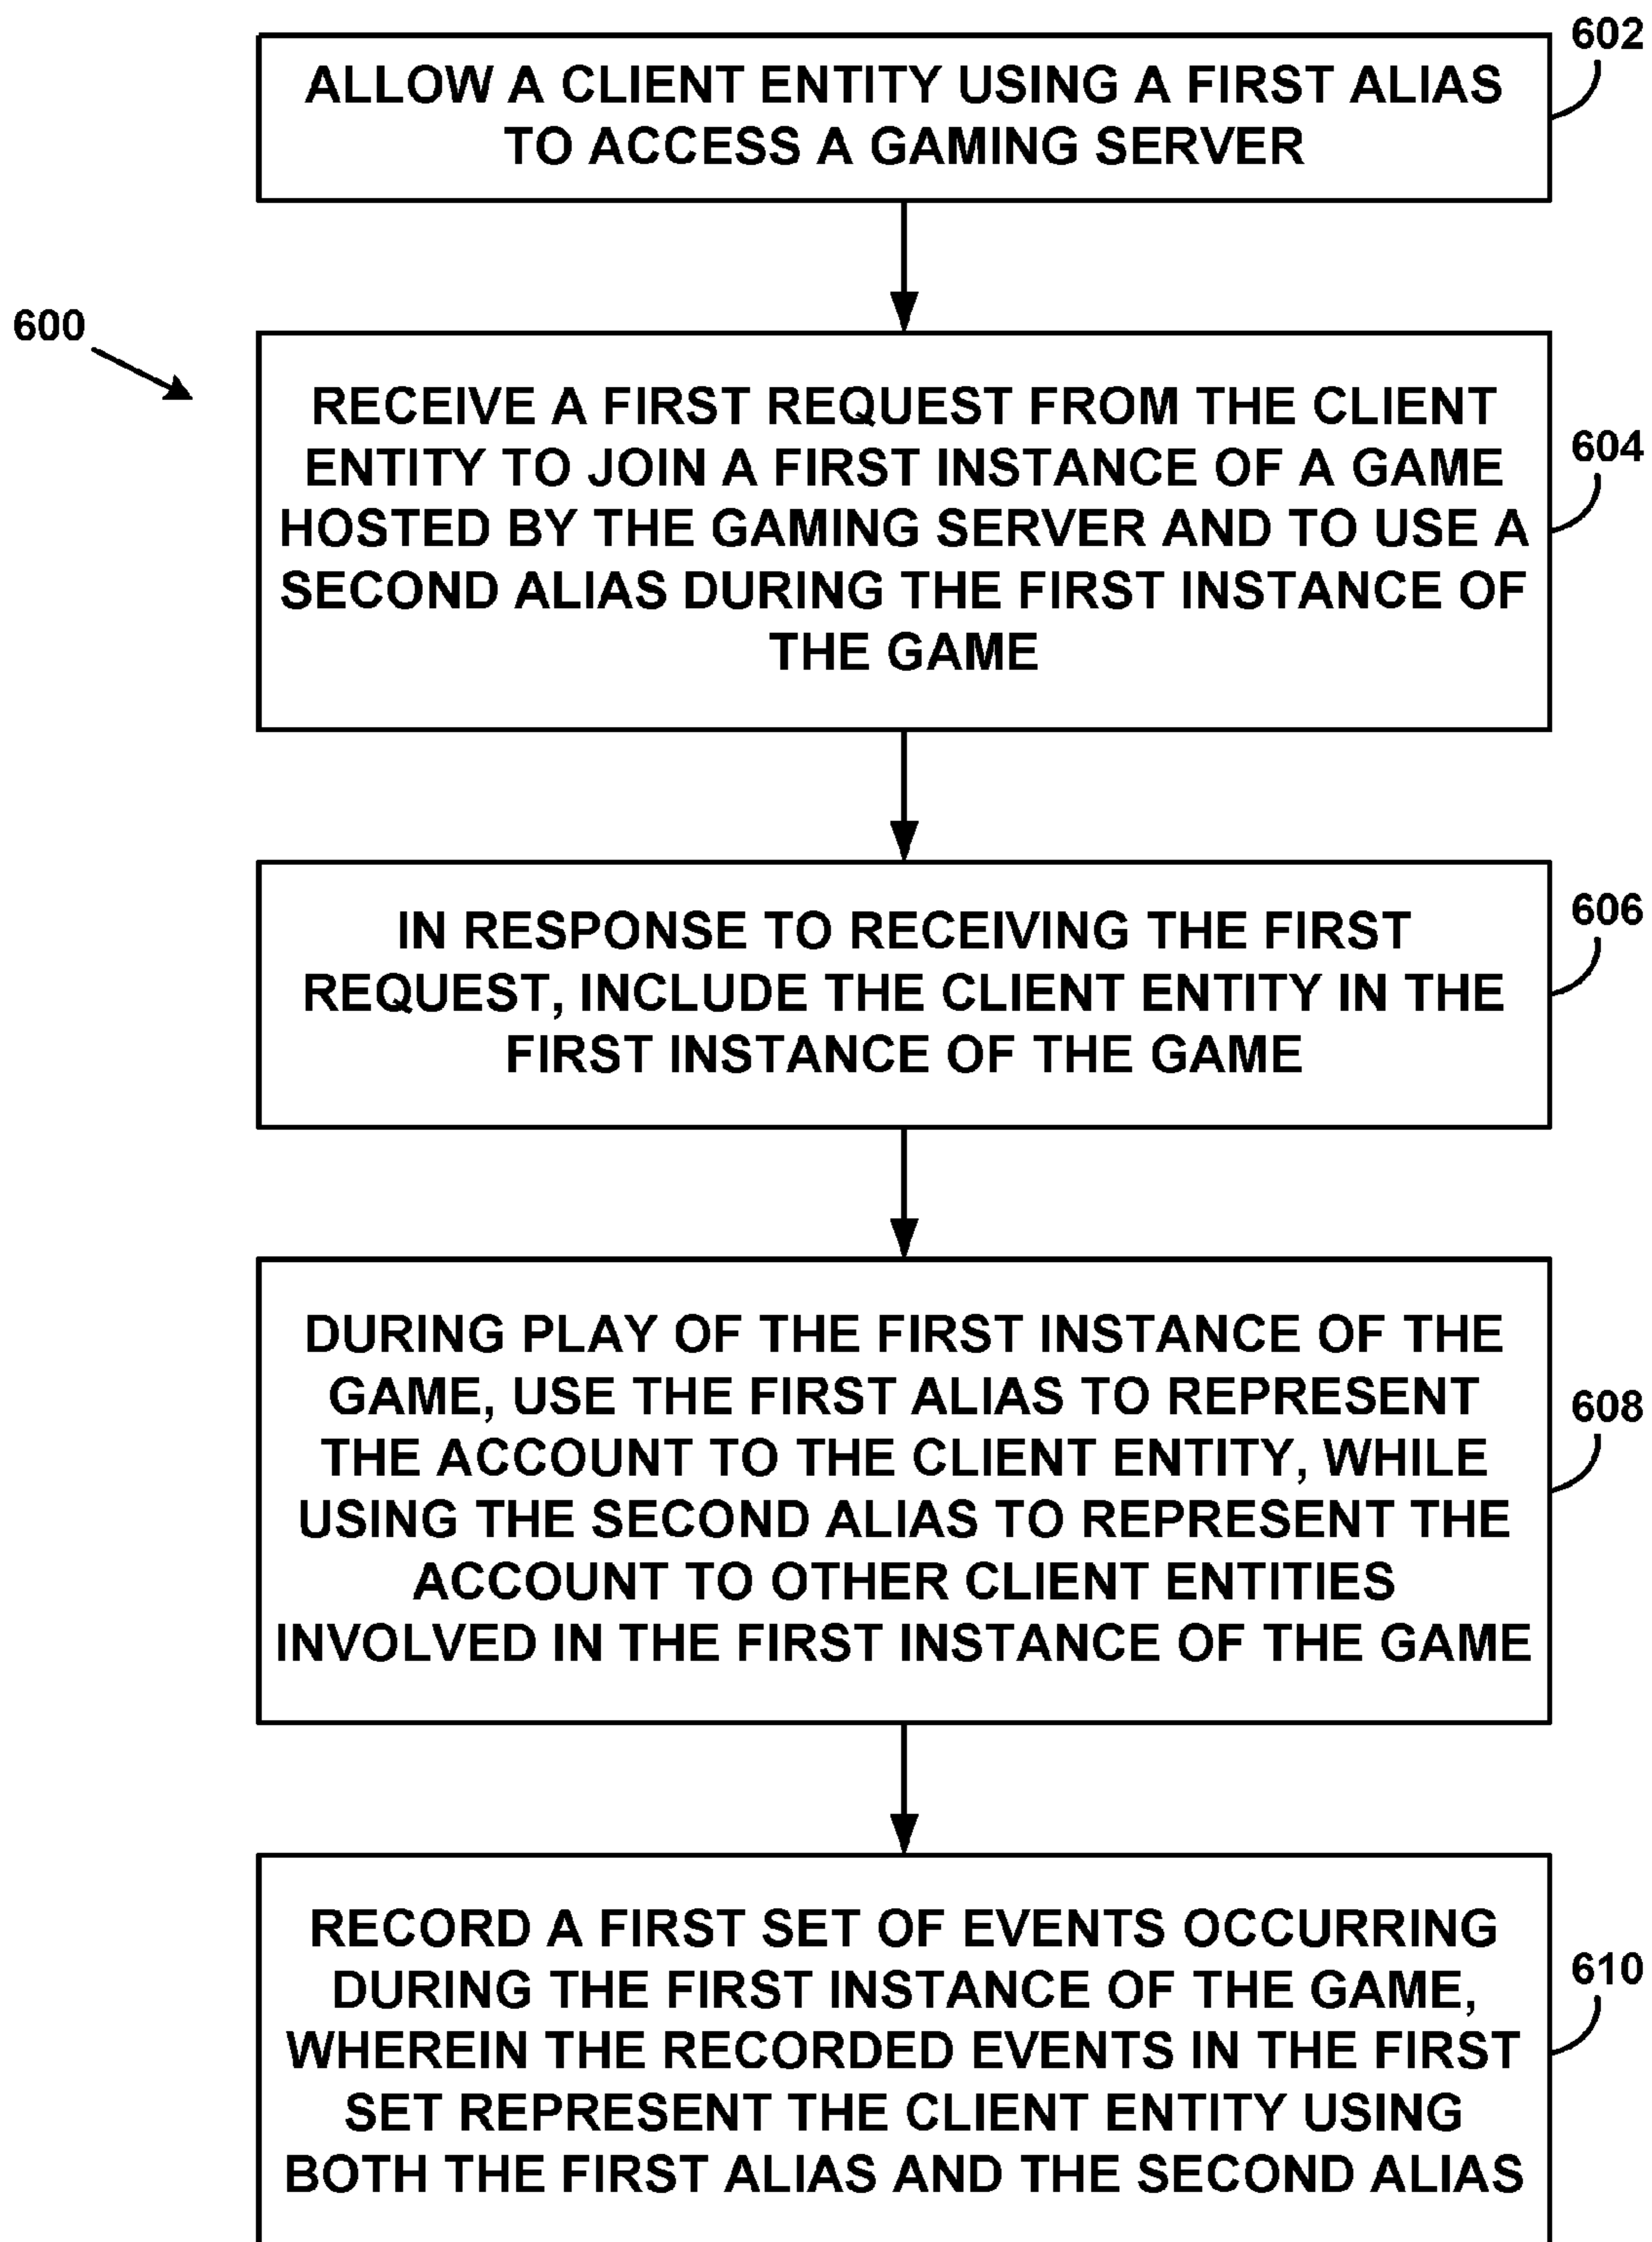 602
ALLOW A CLIENT ENTITY USING A FIRST ALIAS
TO ACCESS A GAMING SERVER
600
RECEIVE A FIRST REQUEST FROM THE CLIENT
ENTITY TO JOIN A FIRST INSTANCE OF A GAME
HOSTED BY THE GAMING SERVER AND TO USE A
SECOND ALIAS DURING THE FIRST INSTANCE OF
THE GAME
604
IN RESPONSE TO RECEIVING THE FIRST
REQUEST, INCLUDE THE CLIENT ENTITY IN THE
FIRST INSTANCE OF THE GAME
606
DURING PLAY OF THE FIRST INSTANCE OF THE
GAME, USE THE FIRST ALIAS TO REPRESENT
THE ACCOUNT TO THE CLIENT ENTITY, WHILE
USING THE SECOND ALIAS TO REPRESENT THE
ACCOUNT TO OTHER CLIENT ENTITIES
INVOLVED IN THE FIRST INSTANCE OF THE GAME
608
RECORD A FIRST SET OF EVENTS OCCURRING
DURING THE FIRST INSTANCE OF THE GAME,
WHEREIN THE RECORDED EVENTS IN THE FIRST
SET REPRESENT THE CLIENT ENTITY USING
BOTH THE FIRST ALIAS AND THE SECOND ALIAS
610